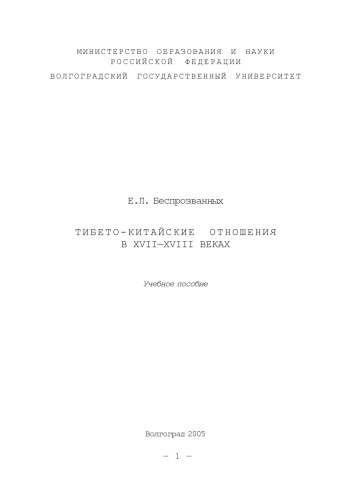 МИНИСТЕРСТВО ОБРАЗОВАНИЯ И НАУКИ
РОССИЙСКОЙ ФЕДЕРАЦИИ
ВОЛГОГРАДСКИЙ ГОСУДАРСТВЕННЫЙ УНИВЕРСИТЕТ
Е.Л. Беспрозванных
ТИБЕТО-КИТАЙСКИЕ ОТНОШЕНИЯ
В XVII—XVIII ВЕКАХ
Учебное пособие
Волгоград 2005
— 1 —